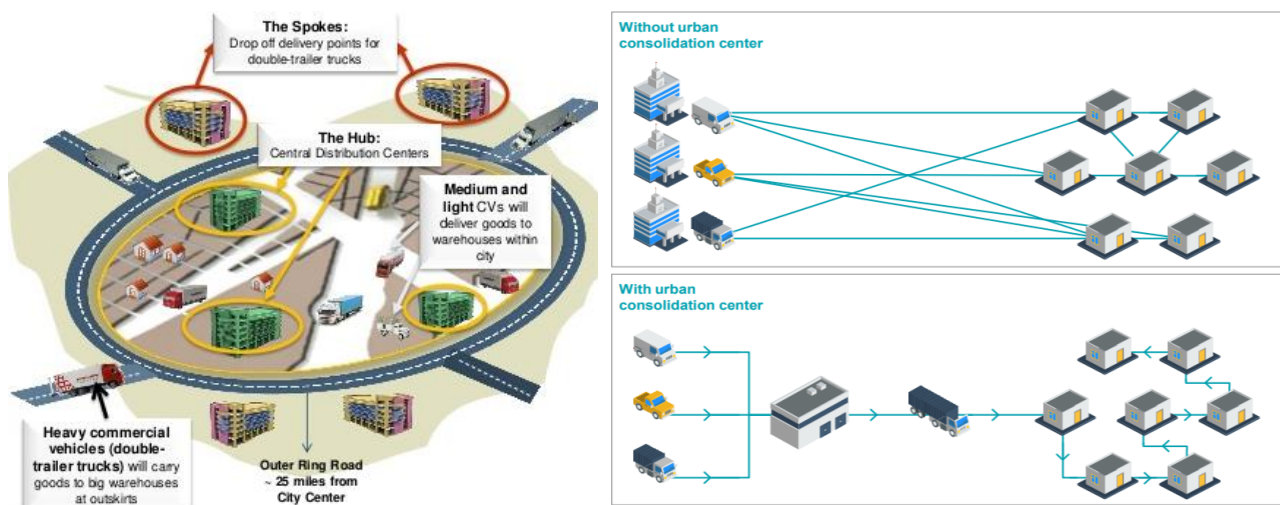 The Spokes:
Drop off delivery points for
double-trailer trucks
The Hub:
Central Distribution Centers
Medium and
light CVs will
deliver goods to
warehouses within
city
Heavy commercial
vehicles (double-
trailer trucks) will carry
goods to big warehouses
at outskirts
Outer Ring Road
~ 25 miles from
City Center
Without urban
consolidation center
With urban
consolidation center